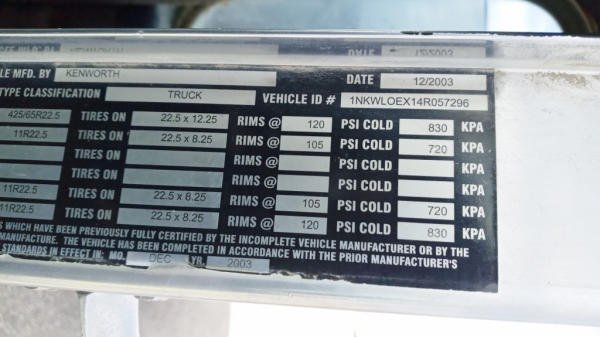 LE MFD. BY KENWORTH DATE 12/2003
TYPE CLASSIFICATION TRUCK VEHICLE ID # 1NKWLOEX14R057296
425/65R22.5 TIRES ON 22.5 x 12.25 RIMS @ 120 PSI COLD 830 KPA
11R22.5 TIRES ON 22.5 x 8.25 RIMS @ 105 PSI COLD 720 KPA
TIRES ON RIMS @ PSI COLD KPA
TIRES ON RIMS @ PSI COLD KPA
11R22.5 TIRES ON 22.5 x 8.25 RIMS @ 105 PSI COLD 720 KPA
11R22.5 TIRES ON 22.5 x 8.25 RIMS @ 120 PSI COLD 830 KPA
S WHICH HAVE BEEN PREVIOUSLY FULLY CERTIFIED BY THE INCOMPLETE VEHICLE MANUFACTURER OR BY THE
MANUFACTURE. THE VEHICLE HAS BEEN COMPLETED IN ACCORDANCE WITH THE PRIOR MANUFACTURER'S
STANDARDS IN EFFECT IN: MO. DEC YR. 2003